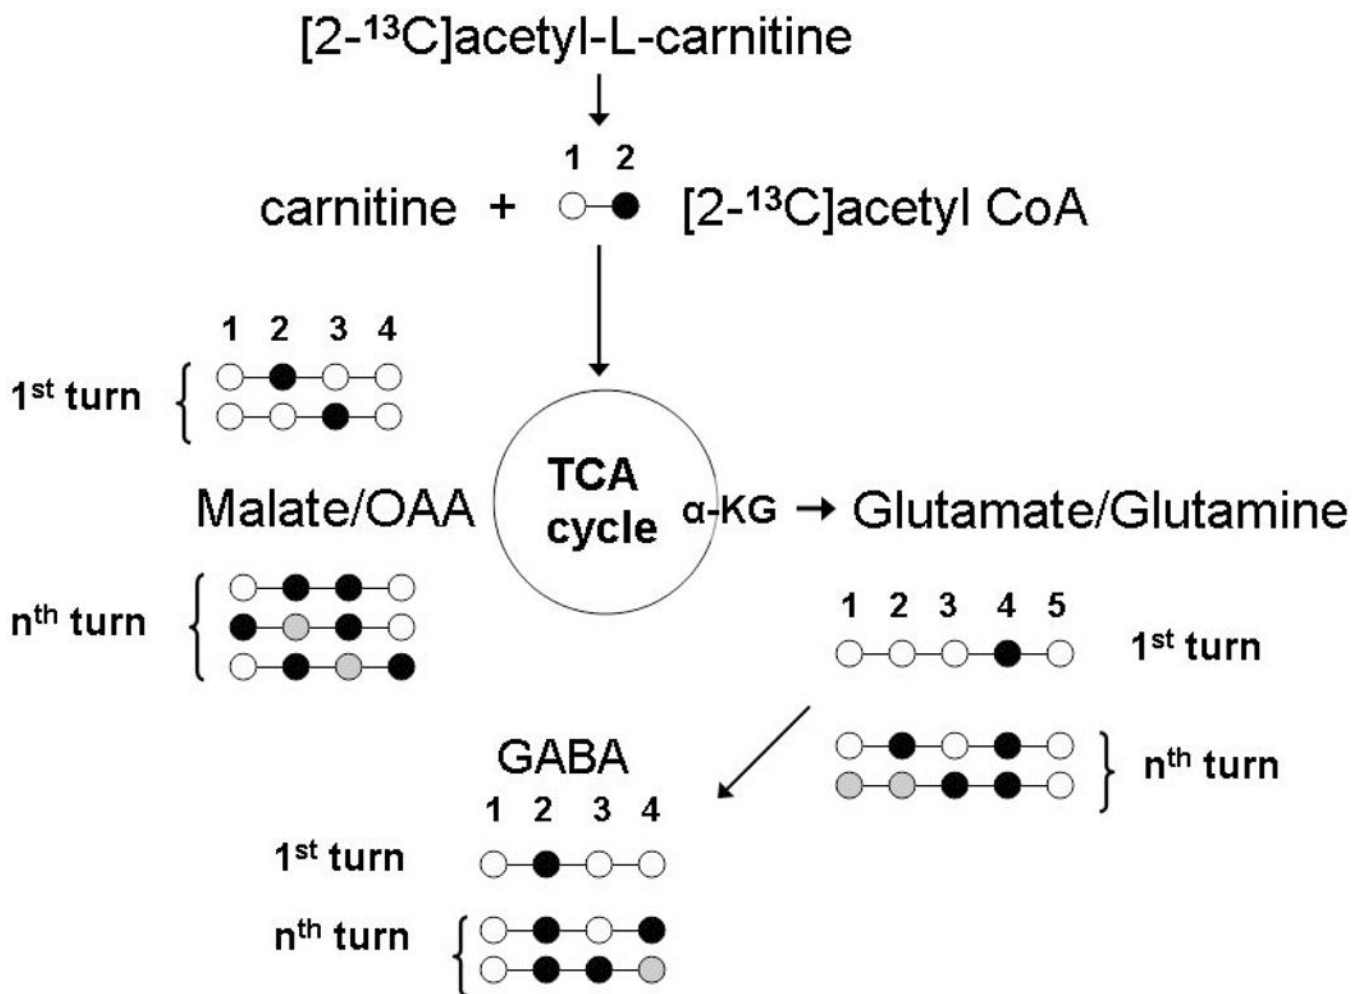 [2-¹³C]acetyl-L-carnitine
1 2
carnitine + [2-¹³C]acetyl CoA
1 2 3 4
1ˢᵗ turn
TCA
cycle
Malate/OAA
α-KG → Glutamate/Glutamine
nᵗʰ turn
1 2 3 4 5
1ˢᵗ turn
nᵗʰ turn
GABA
1 2 3 4
1ˢᵗ turn
nᵗʰ turn